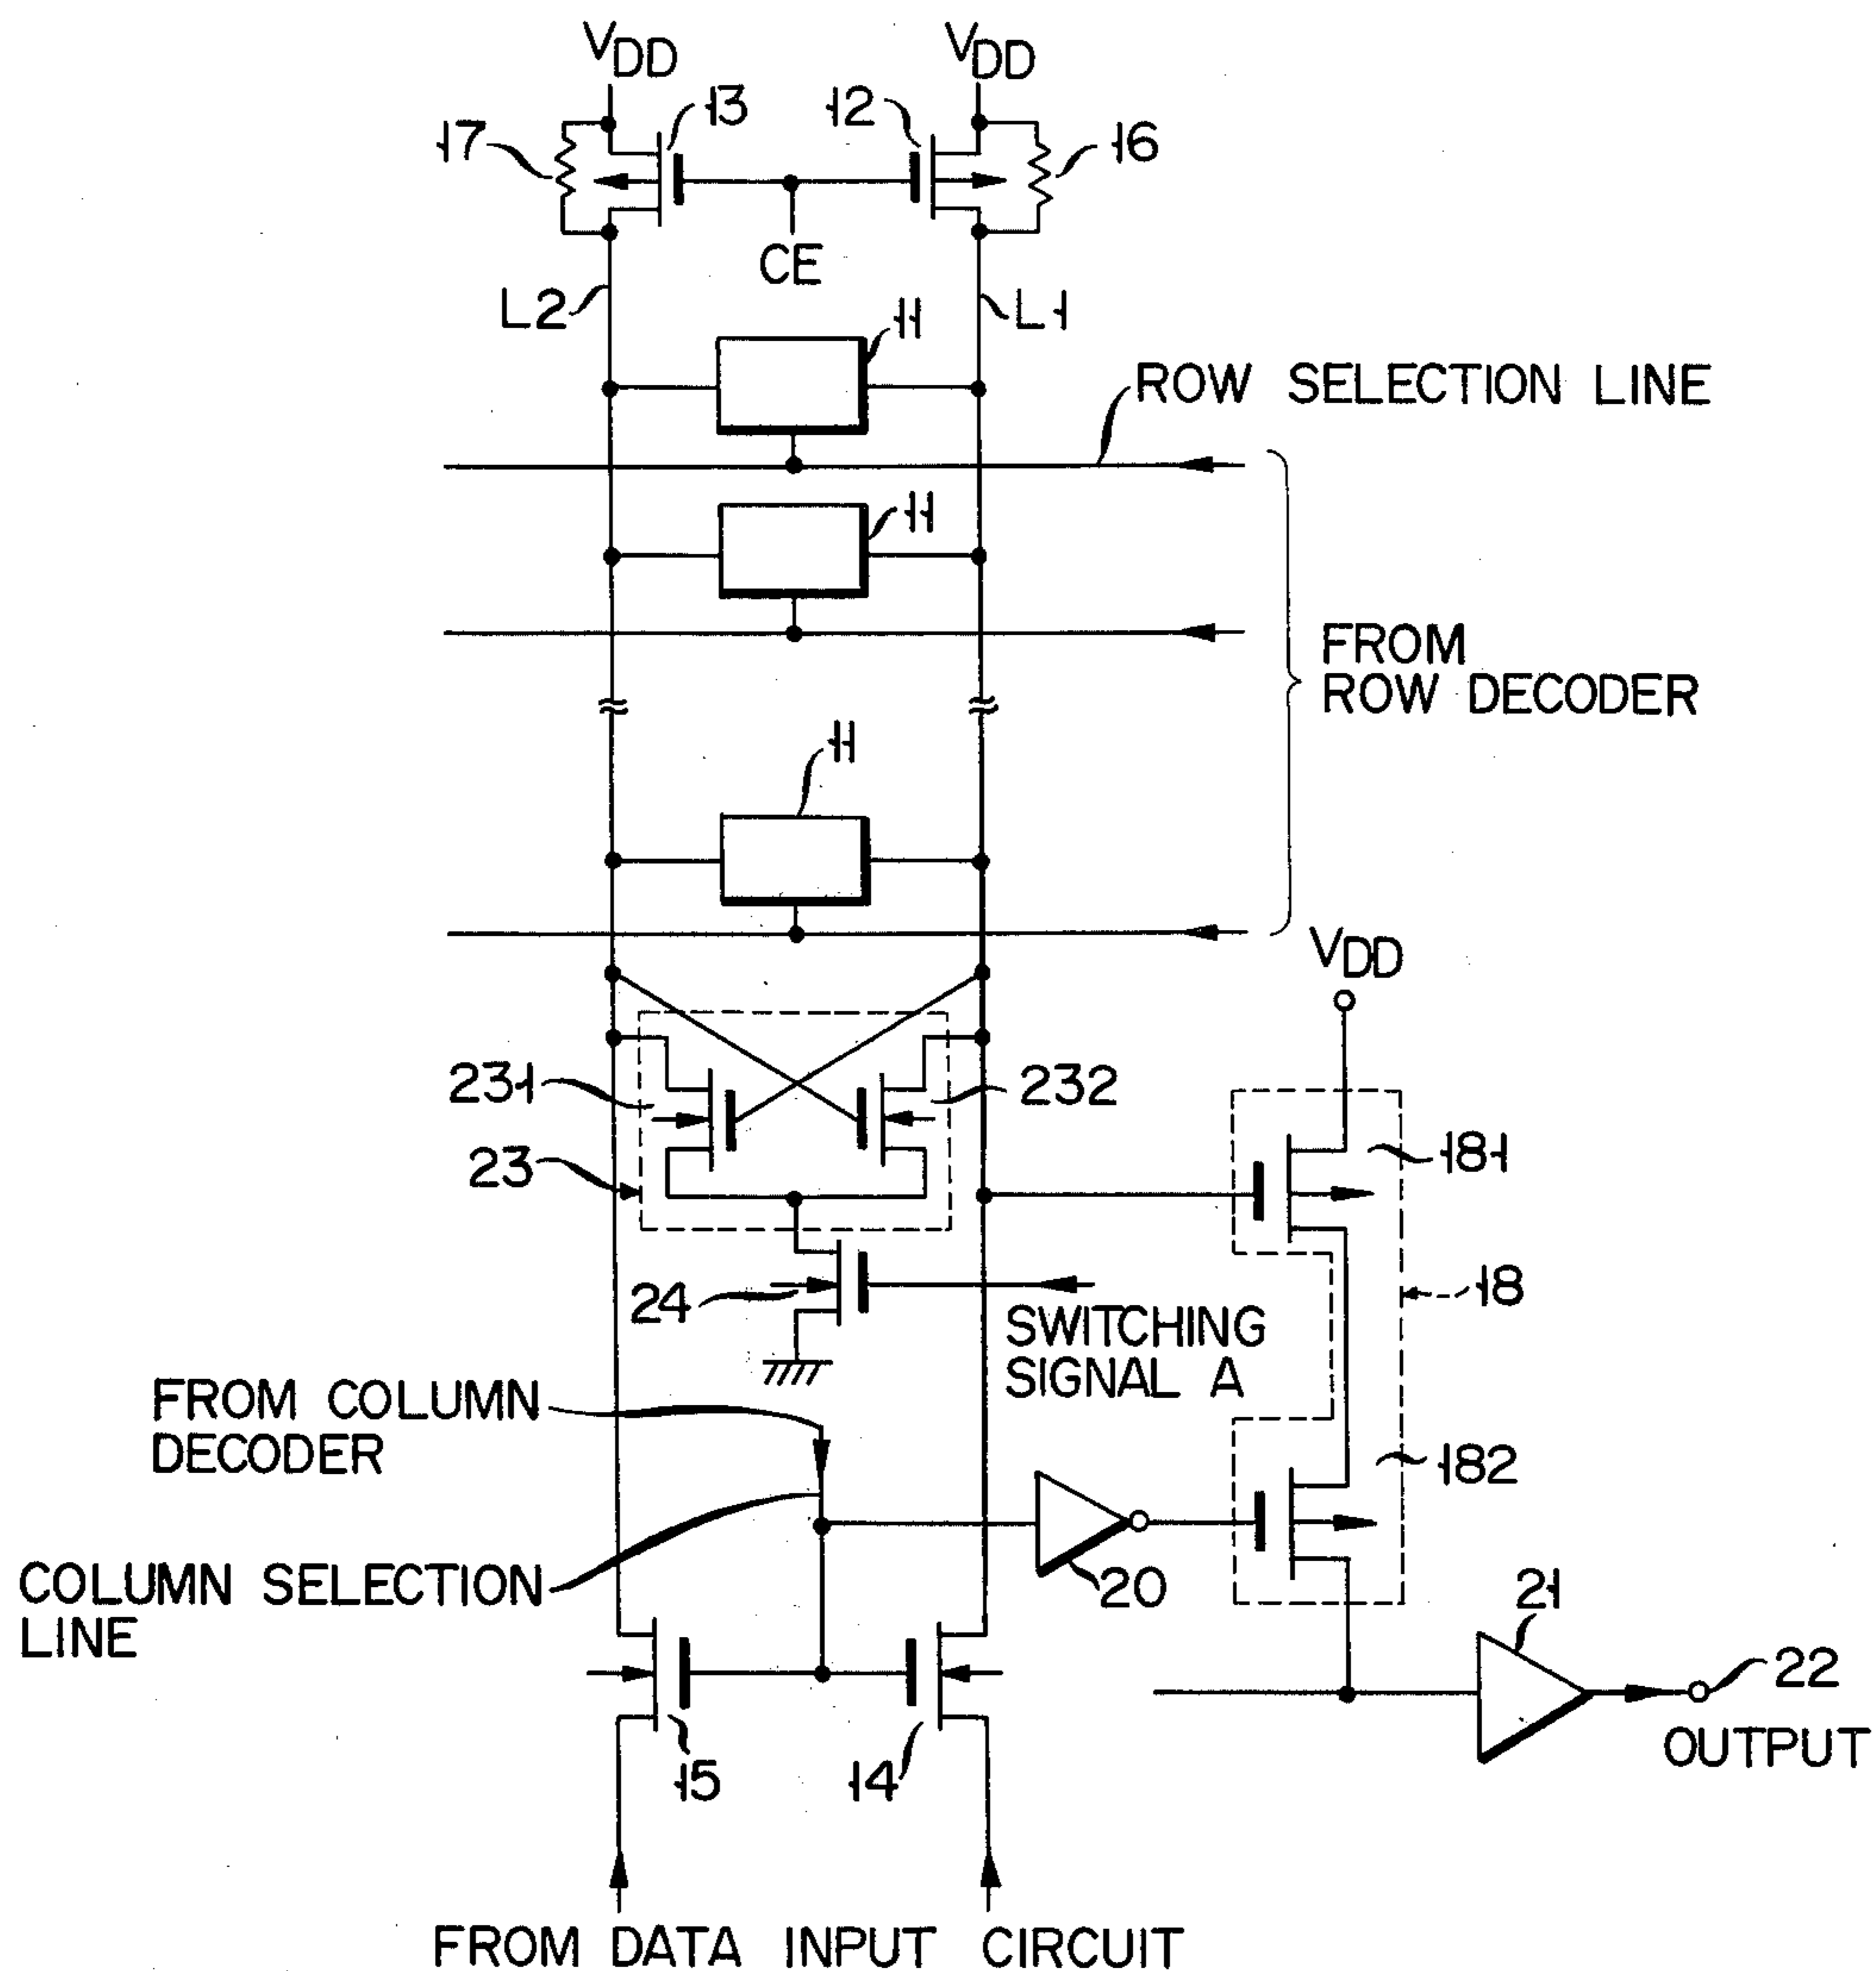 VDD
VDD
13
12
17
16
CE
L2
L1
11
ROW SELECTION LINE
11
FROM
ROW DECODER
11
VDD
231
232
23
181
24
18
SWITCHING
SIGNAL A
FROM COLUMN
DECODER
182
COLUMN SELECTION
LINE
20
21
22
15
14
OUTPUT
FROM DATA INPUT CIRCUIT